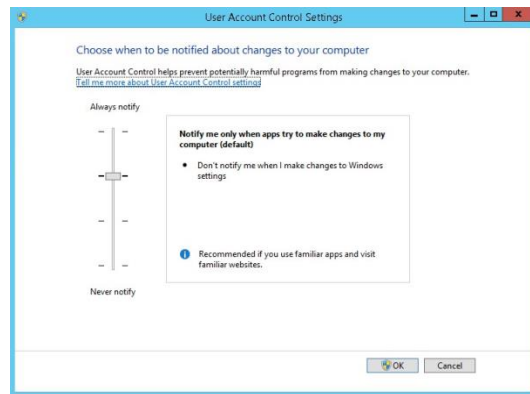 User Account Control Settings
Choose when to be notified about changes to your computer
User Account Control helps prevent potentially harmful programs from making changes to your computer.
Tell me more about User Account Control settings
Always notify
Notify me only when apps try to make changes to my
computer (default)
• Don't notify me when I make changes to Windows
settings
Recommended if you use familiar apps and visit
familiar websites.
Never notify
OK Cancel